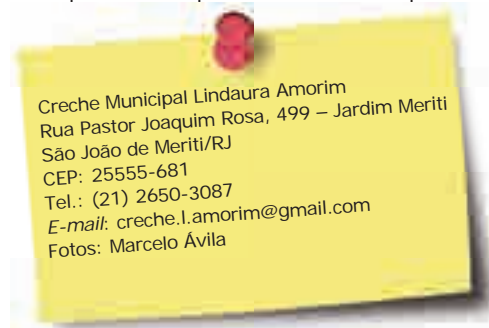 Creche Municipal Lindaura Amorim
Rua Pastor Joaquim Rosa, 499 – Jardim Meriti
São João de Meriti/RJ
CEP: 25555-681
Tel.: (21) 2650-3087
E-mail: creche.l.amorim@gmail.com
Fotos: Marcelo Ávila